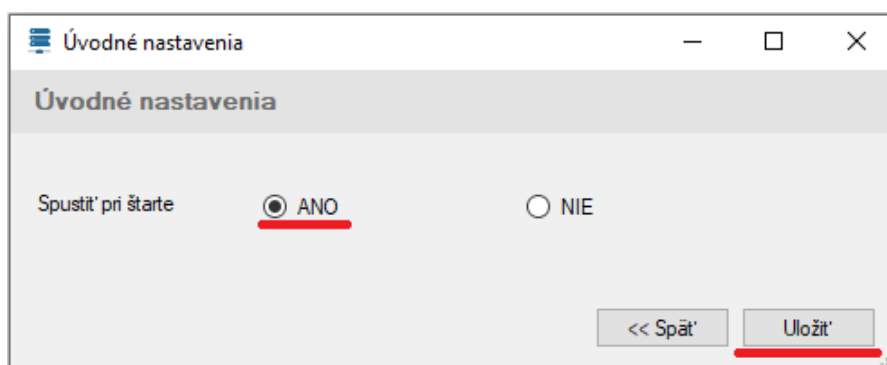 Úvodné nastavenia
Úvodné nastavenia
Spustiť pri štarte ANO NIE
<< Späť Uložiť